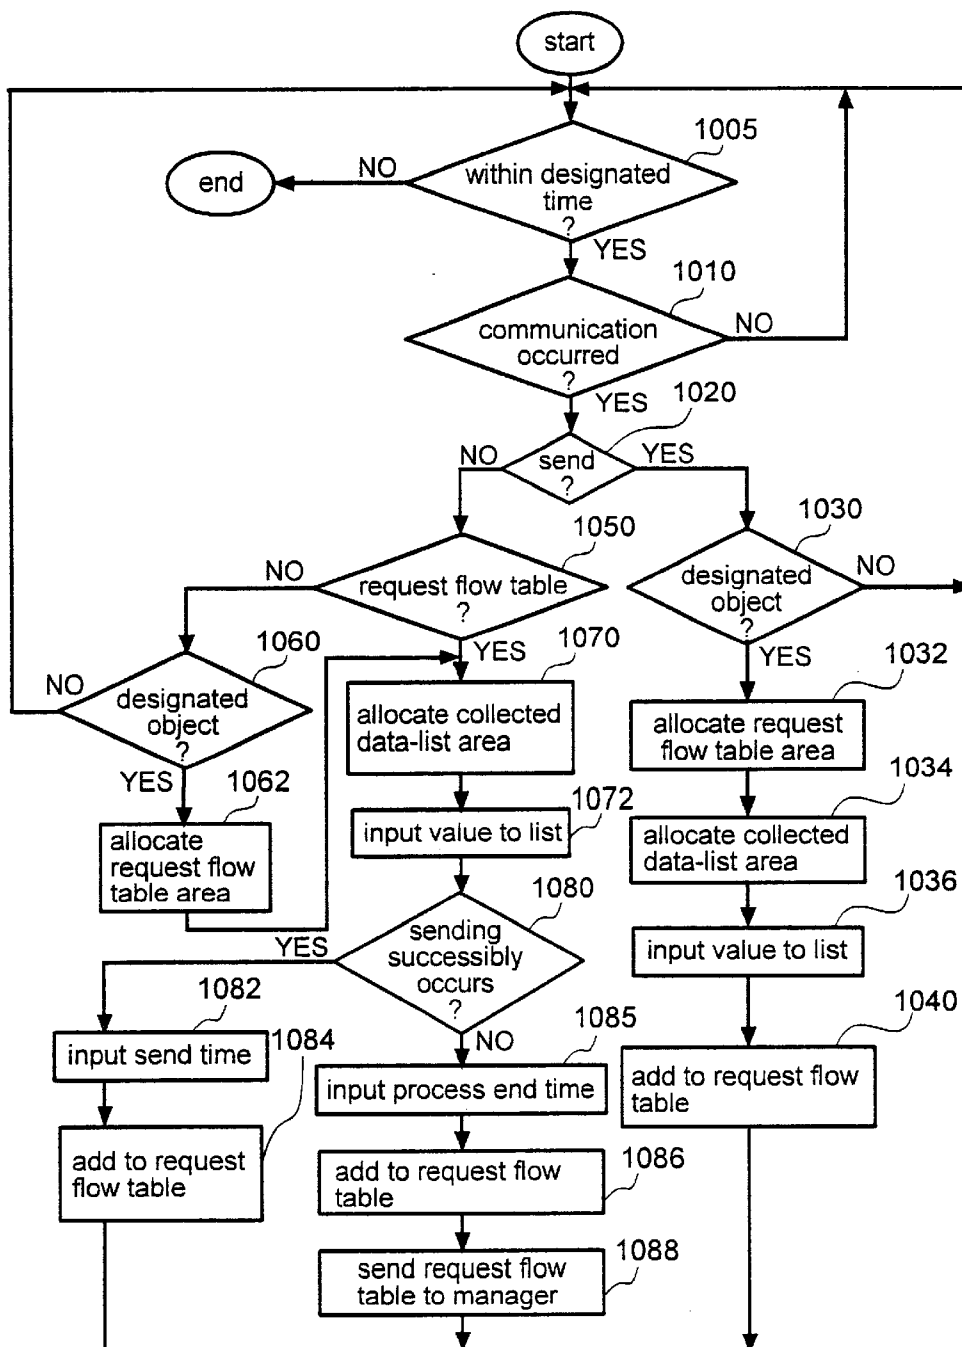 start
1005
NO
end
within designated
time
?
YES
1010
communication
occurred
?
NO
YES
1020
NO
send
?
YES
1050
1030
NO
request flow table
?
designated
object
?
NO
1060
YES
1070
YES
1032
NO
designated
object
?
allocate collected
data-list area
allocate request
flow table area
YES
1062
1072
1034
allocate
request flow
table area
input value to list
allocate collected
data-list area
1080
1036
YES
sending
successibly
occurs
?
input value to list
1082
1084
NO
1085
1040
input send time
input process end time
add to request flow
table
add to request
flow table
add to request flow
table
1086
1088
send request flow
table to manager